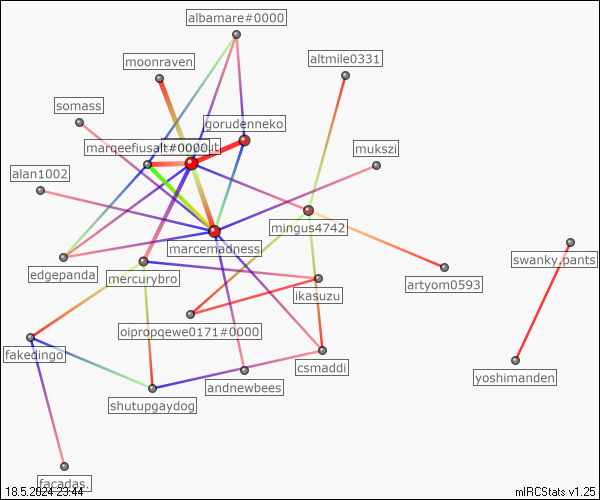 albamare#0000
moonraven
altmile0331
somass
gorudenneko
marqeefiusalt#0000
mukszi
alan1002
marcemadness
mingus4742
swanky.pants
edgepanda
mercurybro
artyom0593
ikasuzu
oipropqewe0171#0000
fakedingo
csmaddi
yoshimanden
andnewbees
shutupgaydog
facadas.
18.5.2024 23:44
mIRCStats v1.25